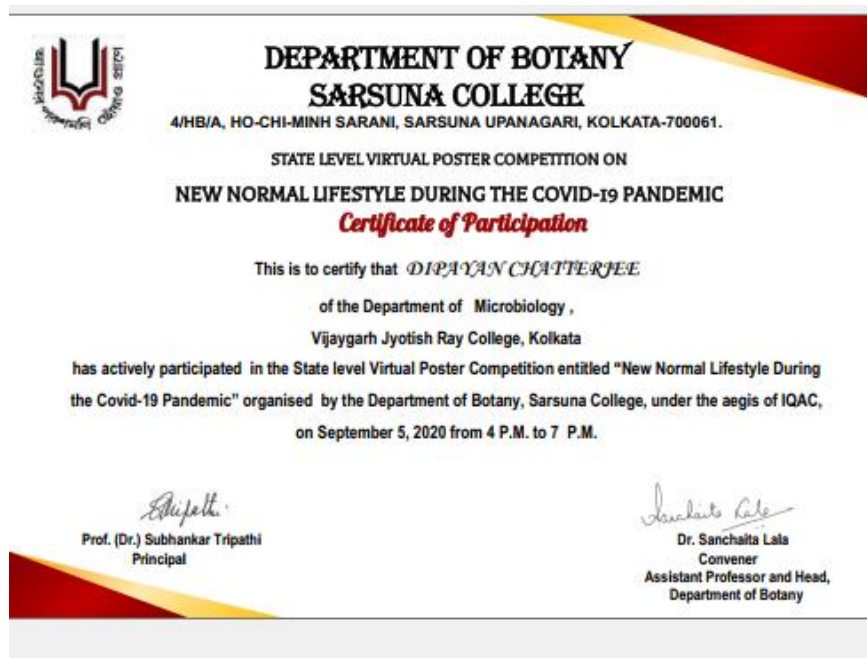 DEPARTMENT OF BOTANY
SARSUNA COLLEGE
4/HB/A, HO-CHI-MINH SARANI, SARSUNA UPANAGARI, KOLKATA-700061.
STATE LEVEL VIRTUAL POSTER COMPETITION ON
NEW NORMAL LIFESTYLE DURING THE COVID-19 PANDEMIC
Certificate of Participation
This is to certify that DIPAYAN CHATTERJEE
of the Department of Microbiology ,
Vijaygarh Jyotish Ray College, Kolkata
has actively participated in the State level Virtual Poster Competition entitled “New Normal Lifestyle During
the Covid-19 Pandemic” organised by the Department of Botany, Sarsuna College, under the aegis of IQAC,
on September 5, 2020 from 4 P.M. to 7 P.M.
Prof. (Dr.) Subhankar Tripathi
Principal
Sanchaita Lala
Dr. Sanchaita Lala
Convener
Assistant Professor and Head,
Department of Botany